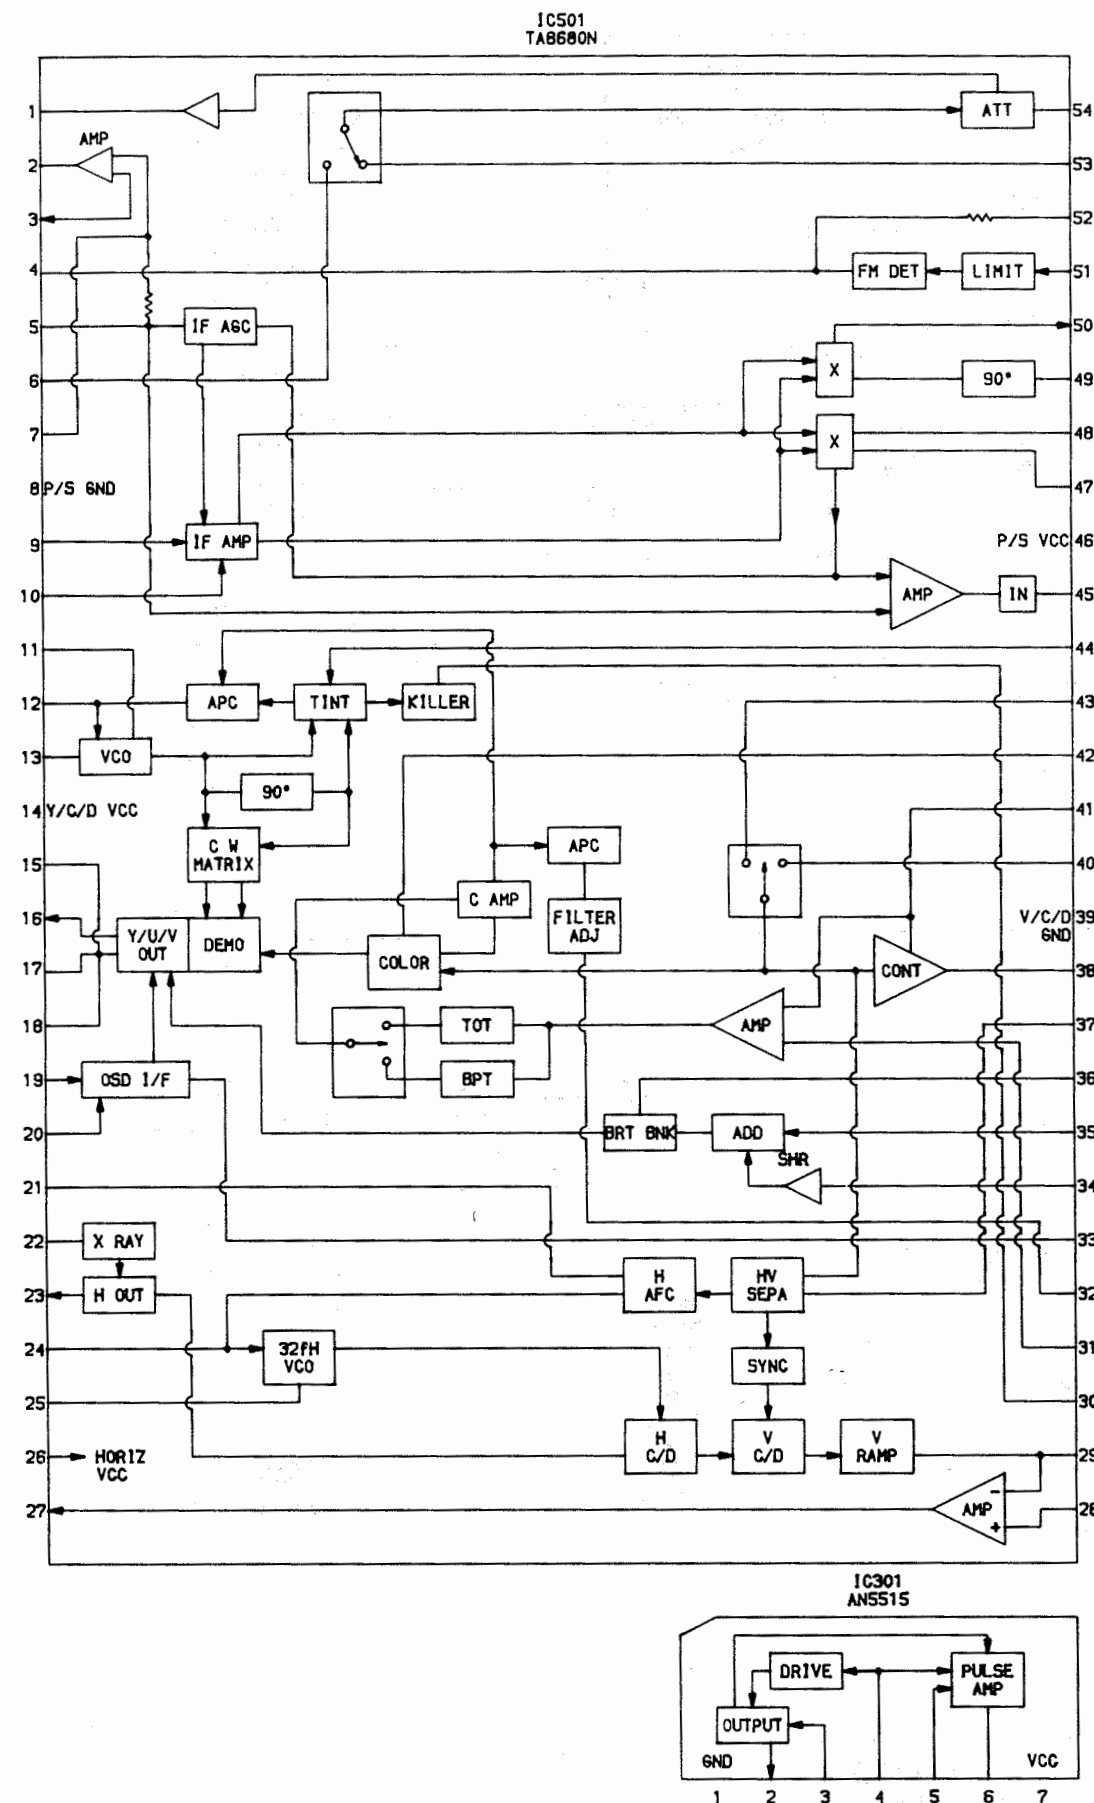 IC501
TA8680N
1
ATT
54
AMP
2
53
3
52
4
FM DET
LIMIT
51
5
IF AGC
50
6
X
90°
49
7
X
48
8
P/S GND
47
9
IF AMP
P/S VCC
46
10
AMP
IN
45
11
44
12
APC
TINT
KILLER
43
13
VCO
42
90°
14
Y/C/D VCC
41
C W
MATRIX
APC
15
40
C AMP
16
Y/U/V
OUT
DEMO
FILTER
ADJ
V/C/D
GND
39
17
COLOR
CONT
38
18
TOT
AMP
37
19
OSD I/F
BPT
36
20
BRT BNK
ADD
35
SHR
21
34
22
X RAY
33
23
H OUT
H
AFC
HV
SEPA
32
24
32fH
VCO
SYNC
31
25
30
26
HORIZ
VCC
H
C/D
V
C/D
V
RAMP
29
27
AMP
-
+
28
IC301
AN5515
DRIVE
PULSE
AMP
OUTPUT
GND
VCC
1 2 3 4 5 6 7